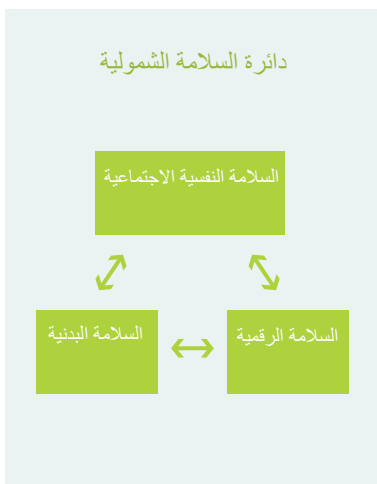 دائرة السلامة الشمولية
السلامة النفسية الاجتماعية
السلامة الرقمية
السلامة البدنية